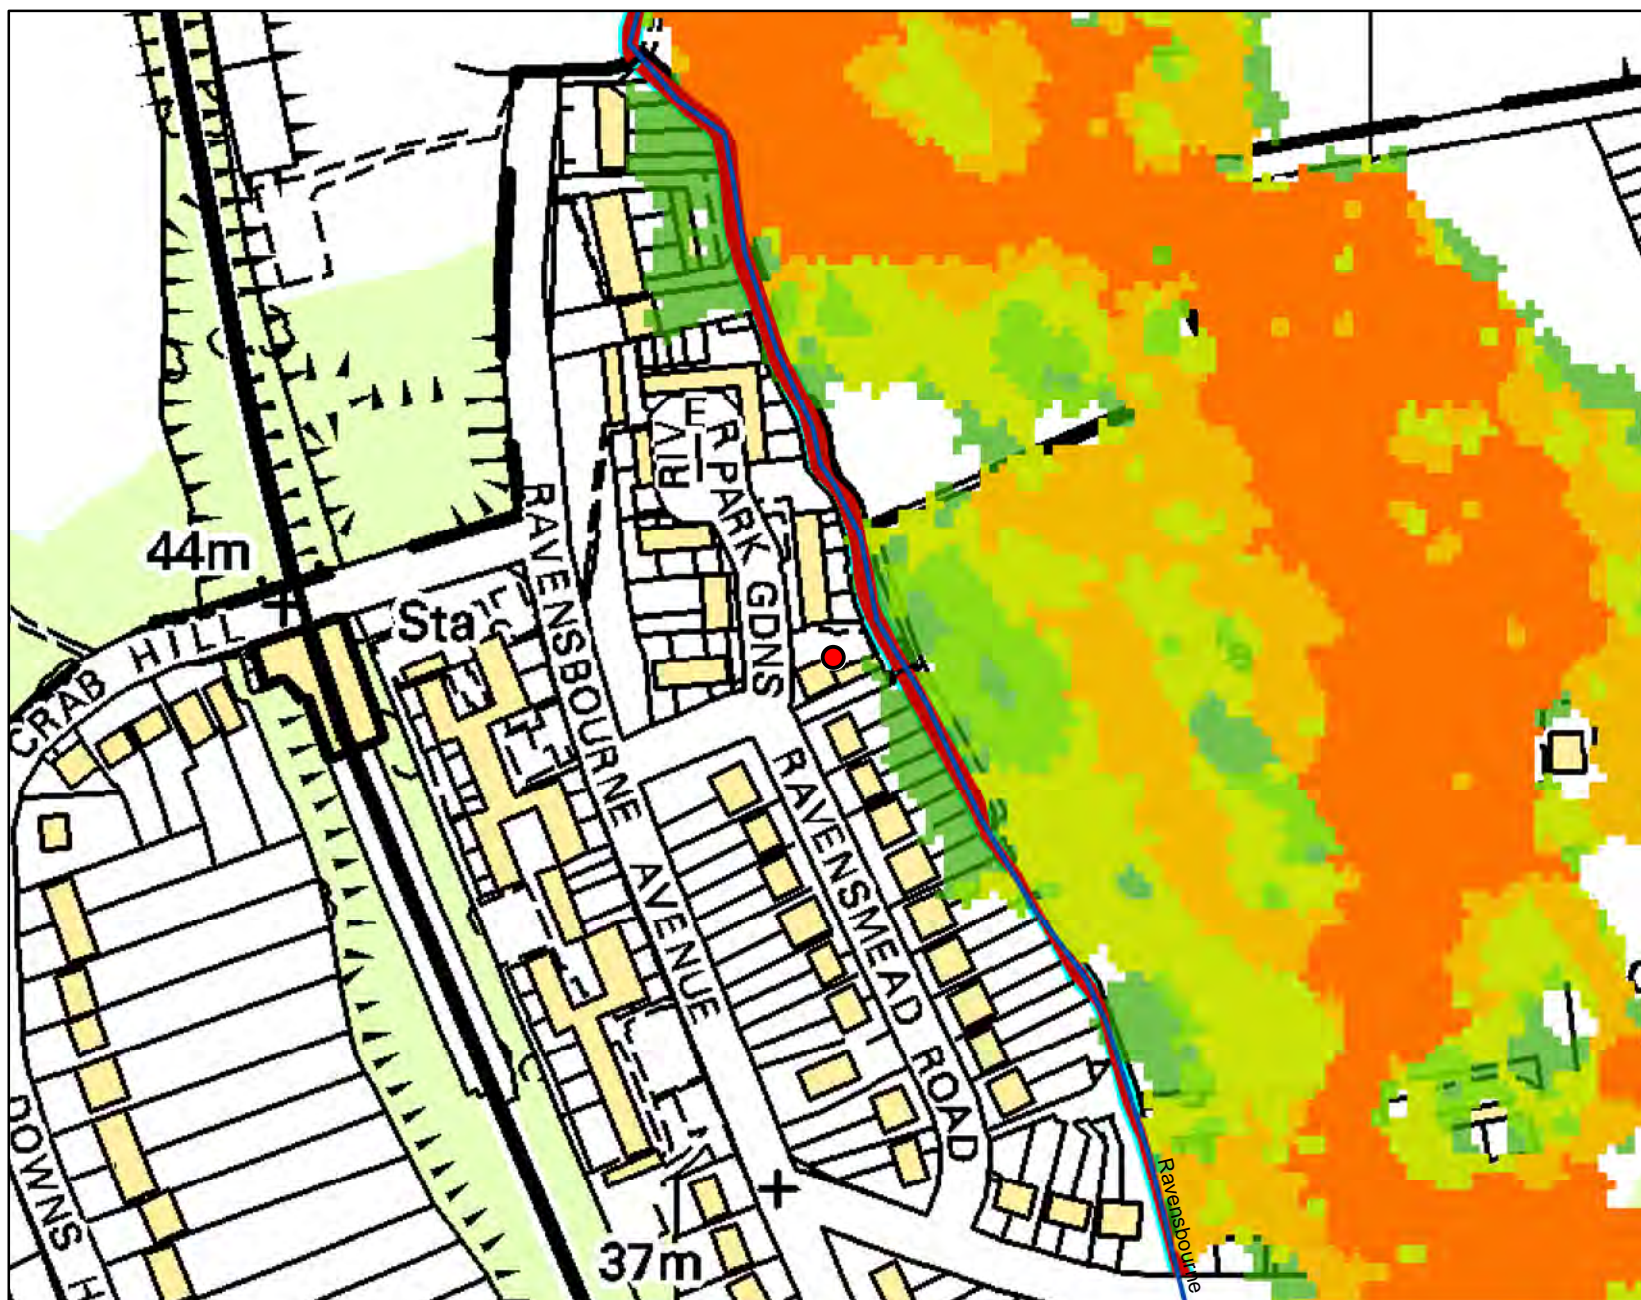 RIVER PARK GDNS
RAVENSBOURNE AVENUE
44m
Sta
CRAB HILL
RAVENSMEAD ROAD
DOWNS H
37m
Ravensbourne